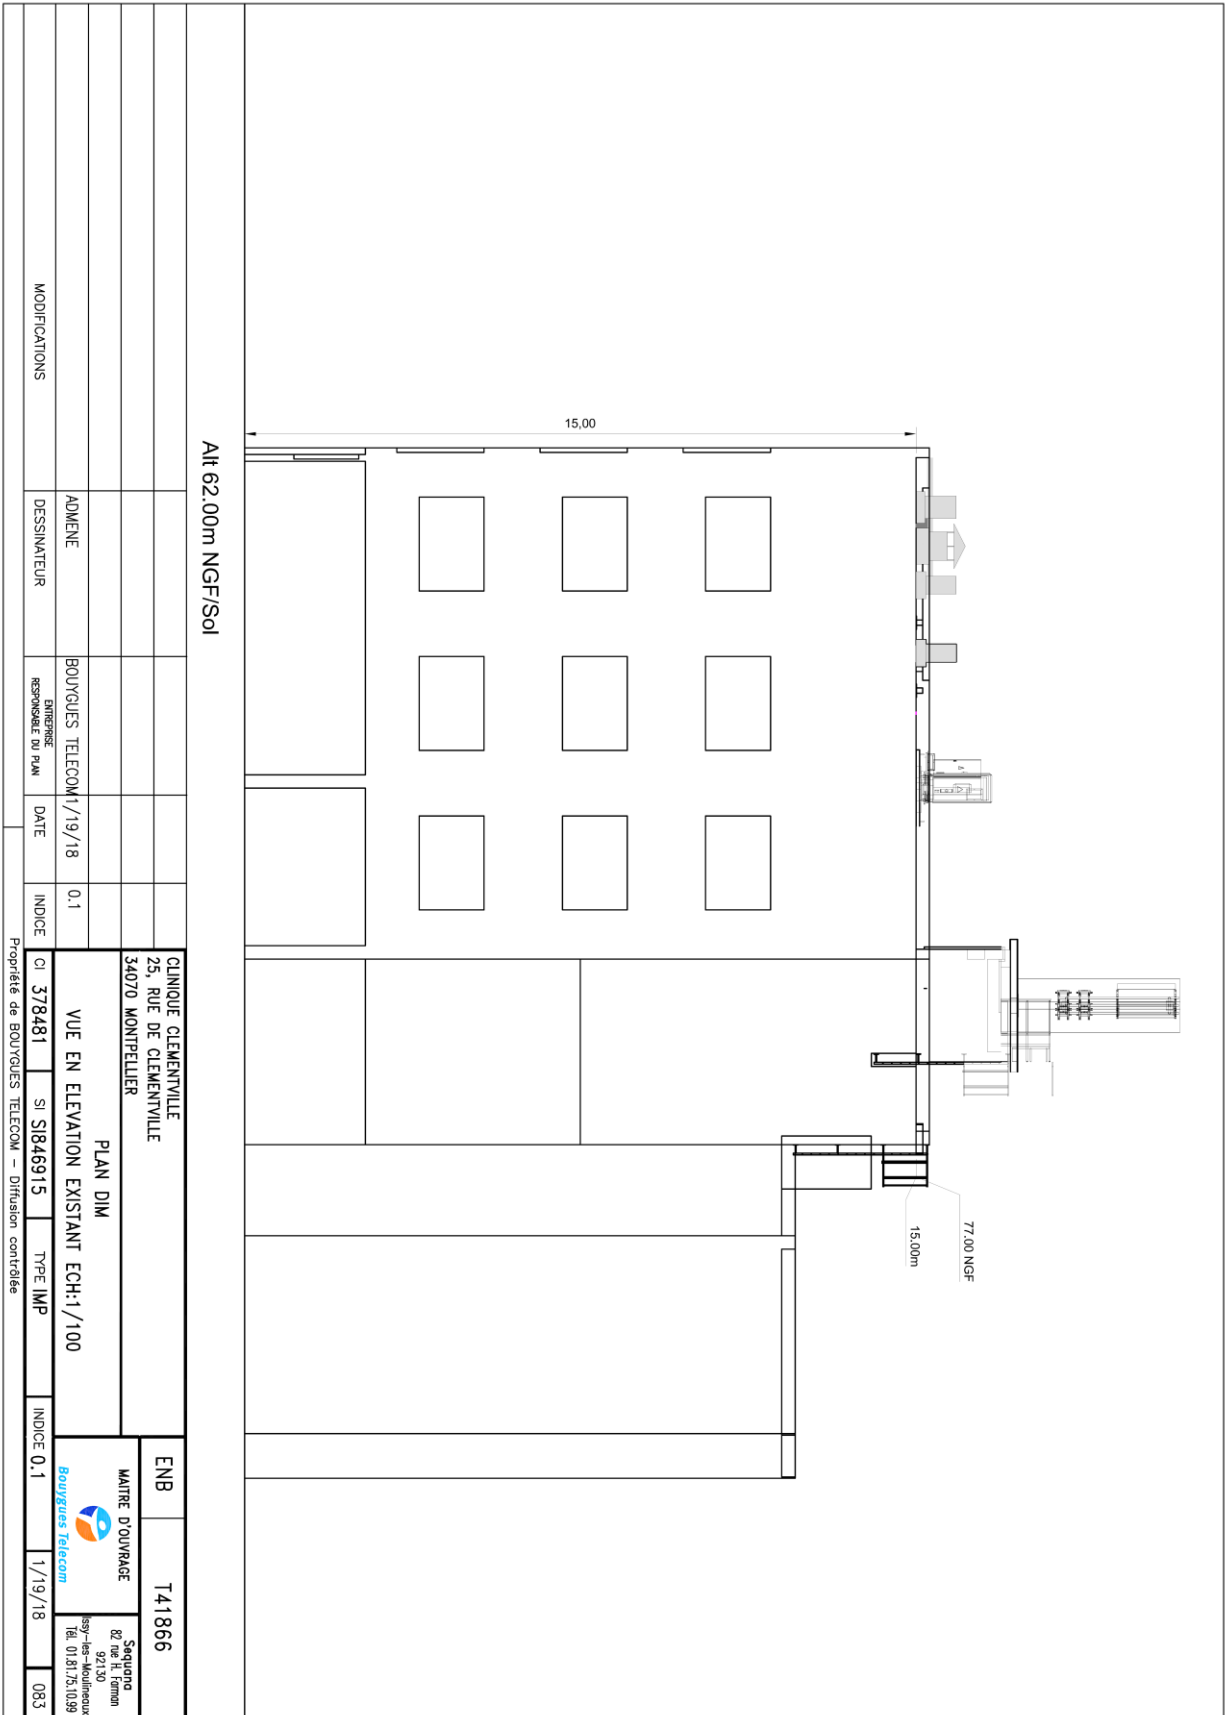 15,00
77.00 NGF
15.00m
Alt 62.00m NGF/Sol
ADMENE
BOUYGUES TELECOM
1/19/18
0.1
MODIFICATIONS
DESSINATEUR
ENTREPRISE
RESPONSABLE DU PLAN
DATE
INDICE
CLINIQUE CLEMENTVILLE
25, RUE DE CLEMENTVILLE
34070 MONTPELLIER
PLAN DIM
VUE EN ELEVATION EXISTANT ECH:1/100
ENB
T41866
MAITRE D'OUVRAGE
Bouygues Telecom
Sequana
82 rue H. Farman
92130
Issy-les-Moulineaux
Tél. 01.81.75.10.99
CI 378481
SI SI846915
TYPE IMP
INDICE 0.1
1/19/18
083
Propriété de BOUYGUES TELECOM – Diffusion contrôlée